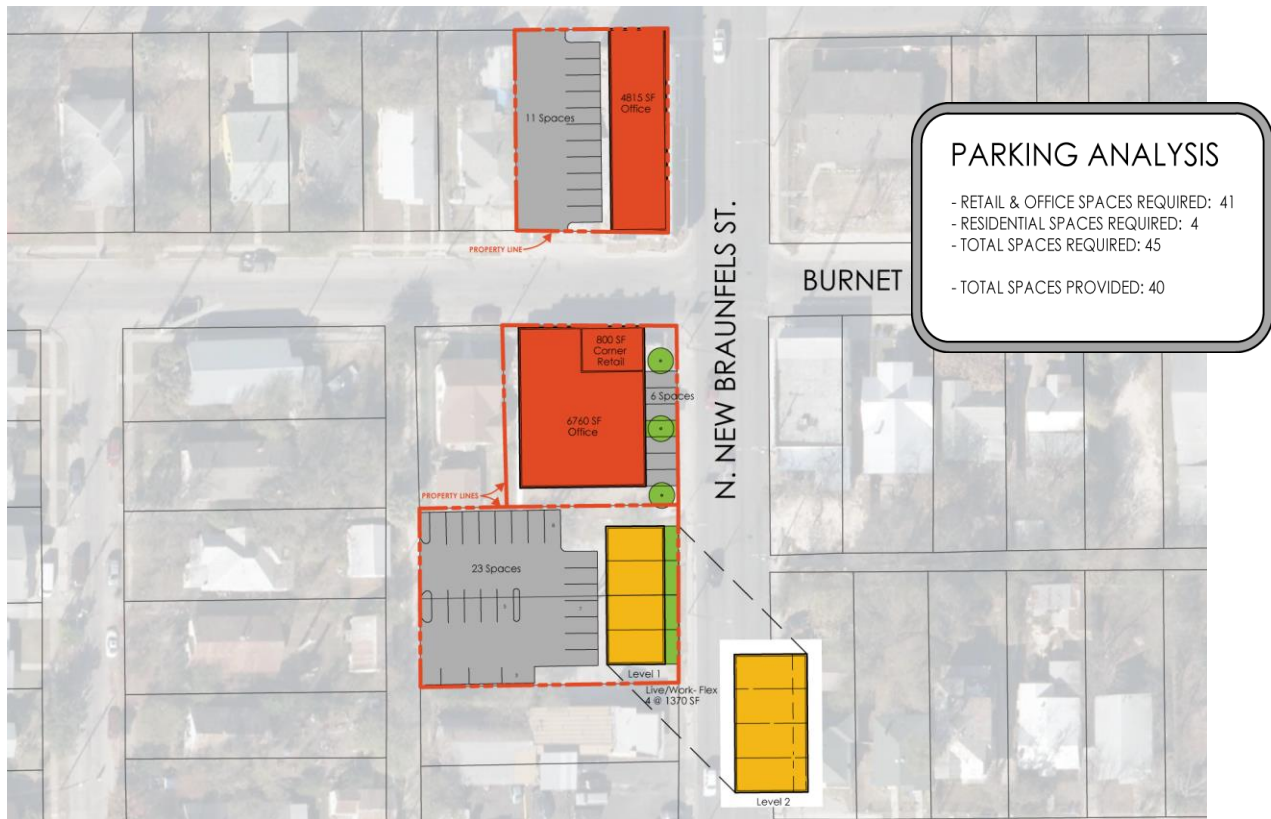 4815 SF
Office
11 Spaces
PROPERTY LINE
PARKING ANALYSIS
- RETAIL & OFFICE SPACES REQUIRED: 41
- RESIDENTIAL SPACES REQUIRED: 4
- TOTAL SPACES REQUIRED: 45
- TOTAL SPACES PROVIDED: 40
BURNET
N. NEW BRAUNFELS ST.
800 SF
Corner
Retail
6 Spaces
6760 SF
Office
PROPERTY LINES
23 Spaces
7
Level 1
Live/Work- Flex
4 @ 1370 SF
Level 2